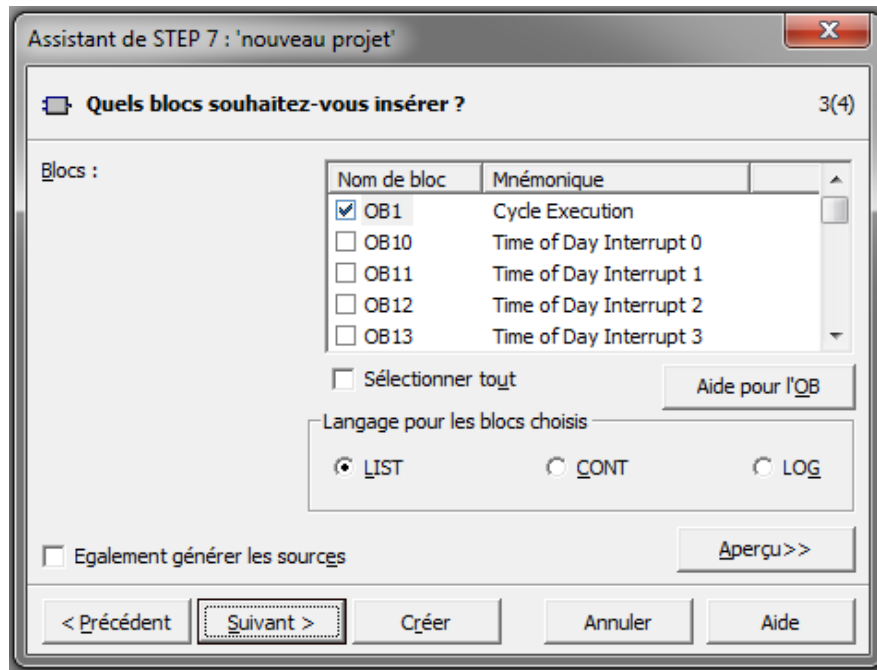 Assistant de STEP 7 : 'nouveau projet'
Quels blocs souhaitez-vous insérer ? 3(4)
Blocs :
Nom de bloc Mnémonique
OB1 Cycle Execution
OB10 Time of Day Interrupt 0
OB11 Time of Day Interrupt 1
OB12 Time of Day Interrupt 2
OB13 Time of Day Interrupt 3
Sélectionner tout
Aide pour l'OB
Langage pour les blocs choisis
LIST CONT LOG
Egalement générer les sources
Aperçu>>
< Précédent Suivant > Créer Annuler Aide